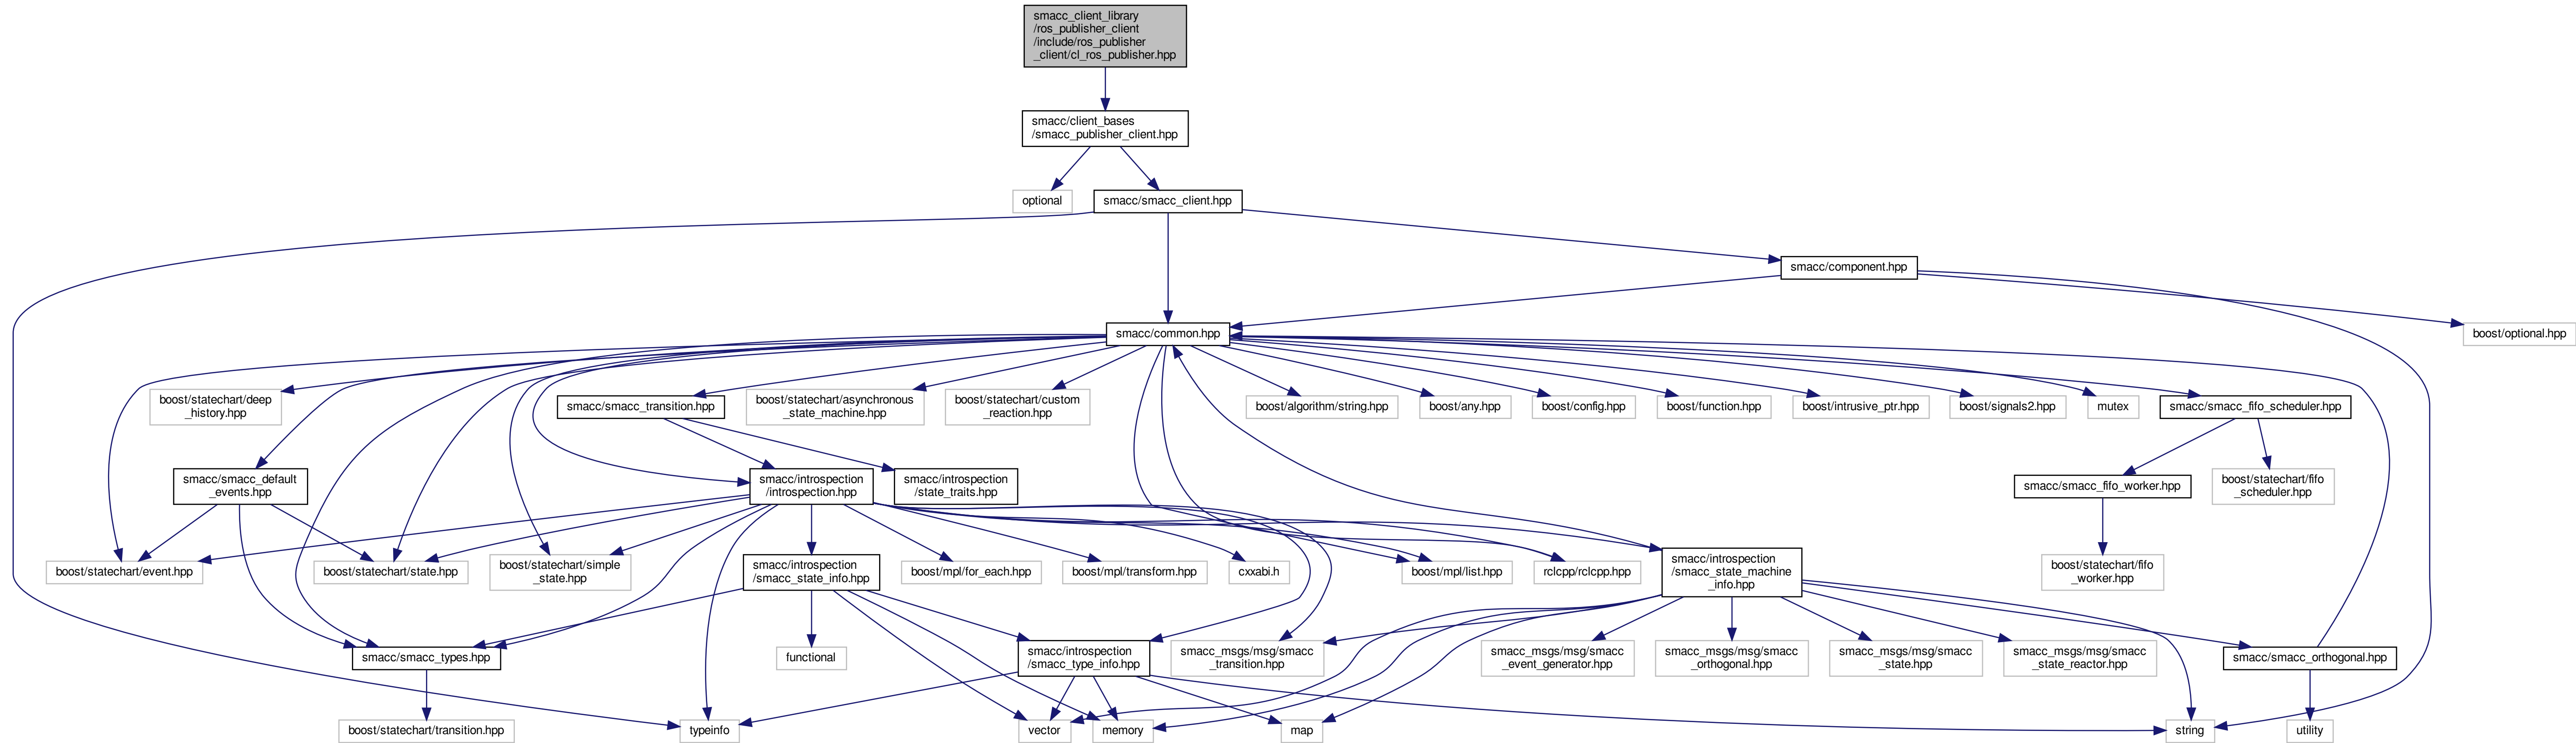 smacc_client_library
/ros_publisher_client
/include/ros_publisher
_client/cl_ros_publisher.hpp
smacc/client_bases
/smacc_publisher_client.hpp
optional
smacc/smacc_client.hpp
smacc/component.hpp
smacc/common.hpp
boost/optional.hpp
boost/statechart/deep
_history.hpp
smacc/smacc_transition.hpp
boost/statechart/asynchronous
_state_machine.hpp
boost/statechart/custom
_reaction.hpp
boost/algorithm/string.hpp
boost/any.hpp
boost/config.hpp
boost/function.hpp
boost/intrusive_ptr.hpp
boost/signals2.hpp
mutex
smacc/smacc_fifo_scheduler.hpp
smacc/smacc_default
_events.hpp
smacc/introspection
/introspection.hpp
smacc/introspection
/state_traits.hpp
smacc/smacc_fifo_worker.hpp
boost/statechart/fifo
_scheduler.hpp
boost/statechart/event.hpp
boost/statechart/state.hpp
boost/statechart/simple
_state.hpp
smacc/introspection
/smacc_state_info.hpp
boost/mpl/for_each.hpp
boost/mpl/transform.hpp
cxxabi.h
boost/mpl/list.hpp
rclcpp/rclcpp.hpp
smacc/introspection
/smacc_state_machine
_info.hpp
boost/statechart/fifo
_worker.hpp
smacc/smacc_types.hpp
functional
smacc/introspection
/smacc_type_info.hpp
smacc_msgs/msg/smacc
_transition.hpp
smacc_msgs/msg/smacc
_event_generator.hpp
smacc_msgs/msg/smacc
_orthogonal.hpp
smacc_msgs/msg/smacc
_state.hpp
smacc_msgs/msg/smacc
_state_reactor.hpp
smacc/smacc_orthogonal.hpp
boost/statechart/transition.hpp
typeinfo
vector
memory
map
string
utility